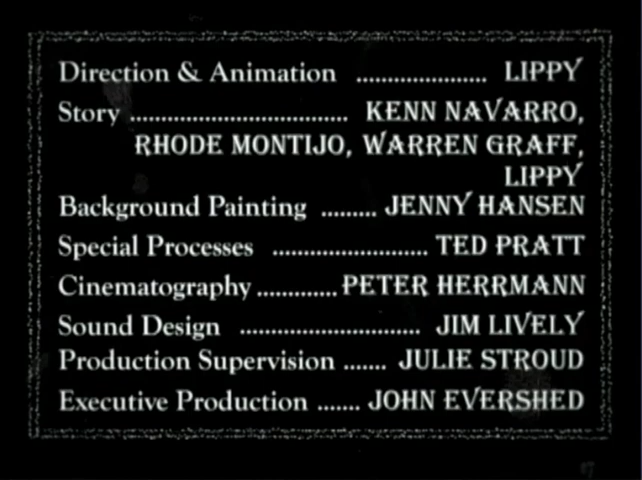 Direction & Animation ...................... LIPPY
Story .................................... KENN NAVARRO,
RHODE MONTIJO, WARREN GRAFF,
LIPPY
Background Painting ......... JENNY HANSEN
Special Processes .......................... TED PRATT
Cinematography ............. PETER HERRMANN
Sound Design .............................. JIM LIVELY
Production Supervision ....... JULIE STROUD
Executive Production ....... JOHN EVERSHED